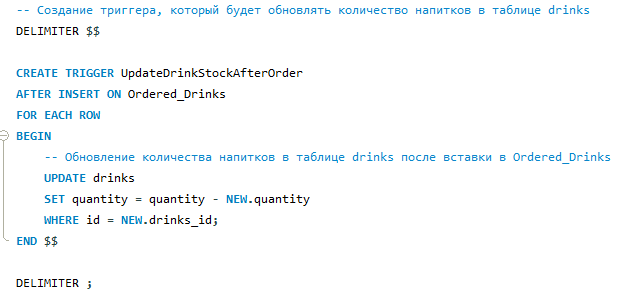 -- Создание триггера, который будет обновлять количество напитков в таблице drinks
DELIMITER $$
CREATE TRIGGER UpdateDrinkStockAfterOrder
AFTER INSERT ON Ordered_Drinks
FOR EACH ROW
BEGIN
-- Обновление количества напитков в таблице drinks после вставки в Ordered_Drinks
UPDATE drinks
SET quantity = quantity - NEW.quantity
WHERE id = NEW.drinks_id;
END $$
DELIMITER ;